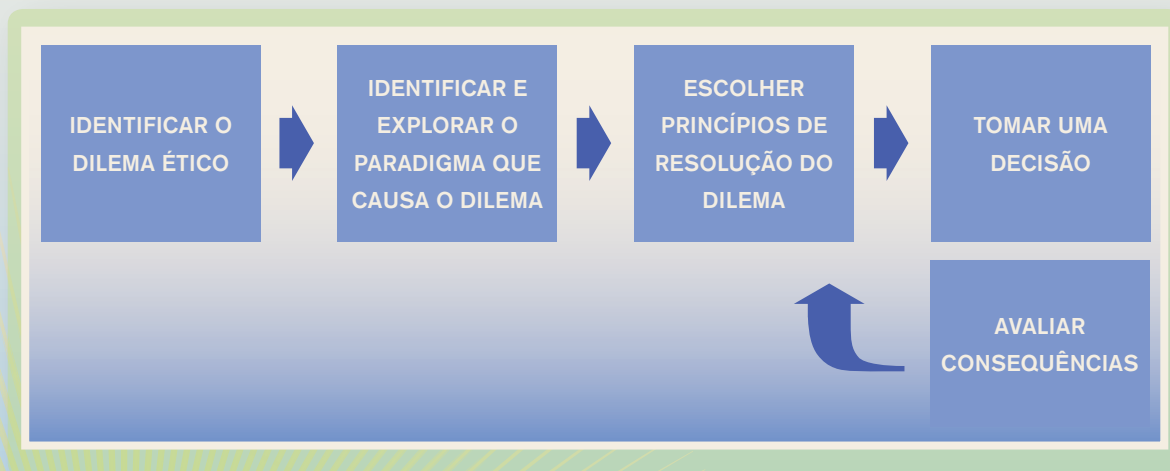 IDENTIFICAR O
DILEMA ÉTICO
IDENTIFICAR E
EXPLORAR O
PARADIGMA QUE
CAUSA O DILEMA
ESCOLHER
PRINCÍPIOS DE
RESOLUÇÃO DO
DILEMA
TOMAR UMA
DECISÃO
AVALIAR
CONSEQUÊNCIAS